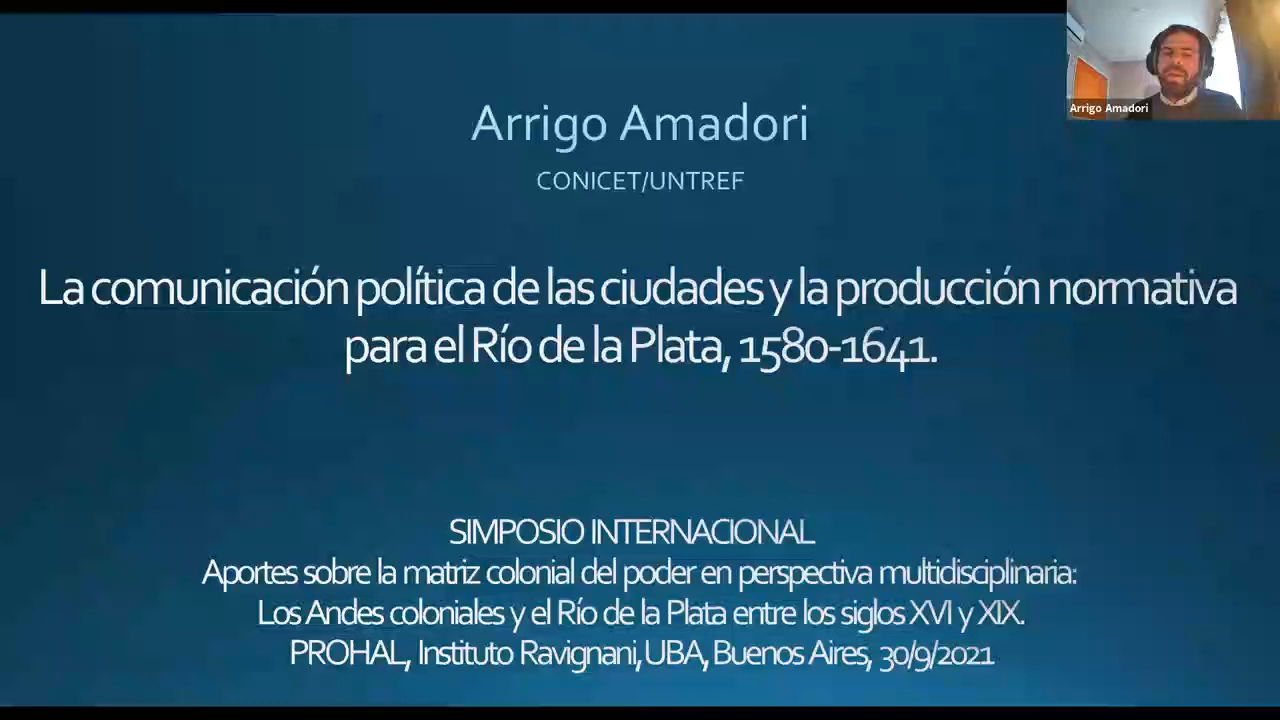 Arrigo Amadori
Arrigo Amadori
CONICET/UNTREF
La comunicación política de las ciudades y la producción normativa
para el Río de la Plata, 1580-1641.
SIMPOSIO INTERNACIONAL
Aportes sobre la matriz colonial del poder en perspectiva multidisciplinaria:
Los Andes coloniales y el Río de la Plata entre los siglos XVI y XIX.
PROHAL, Instituto Ravignani, UBA, Buenos Aires, 30/9/2021